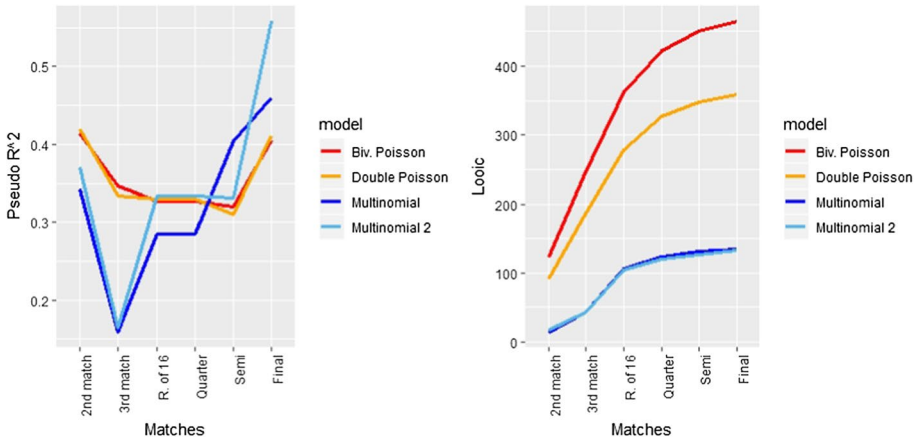 Pseudo R^2
0.5
0.4
0.3
0.2
2nd match
3rd match
R. of 16
Quarter
Semi
Final
Matches
model
Biv. Poisson
Double Poisson
Multinomial
Multinomial 2
Looic
400
300
200
100
0
2nd match
3rd match
R. of 16
Quarter
Semi
Final
Matches
model
Biv. Poisson
Double Poisson
Multinomial
Multinomial 2